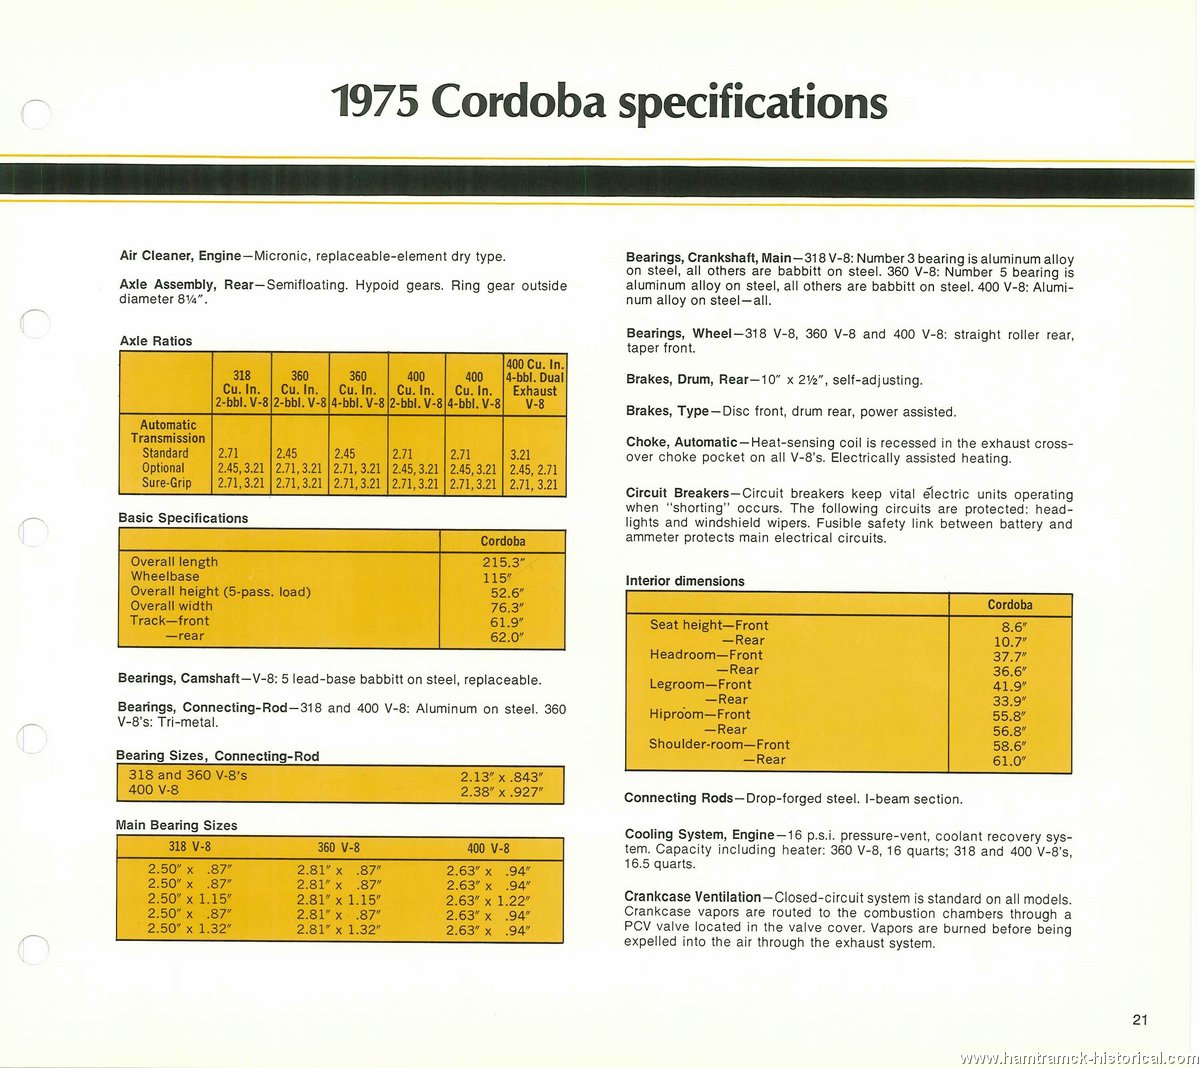 1975 Cordoba specifications
Air Cleaner, Engine—Micronic, replaceable-element dry type.
Axle Assembly, Rear—Semifloating. Hypoid gears. Ring gear outside
diameter 8¼″.
Axle Ratios
318 Cu. In. 2-bbl. V-8 360 Cu. In. 2-bbl. V-8 360 Cu. In. 4-bbl. V-8 400 Cu. In. 2-bbl. V-8 400 Cu. In. 4-bbl. V-8 400 Cu. In. 4-bbl. Dual Exhaust V-8
Automatic
Transmission
Standard 2.71 2.45 2.45 2.71 2.71 3.21
Optional 2.45, 3.21 2.71, 3.21 2.71, 3.21 2.45, 3.21 2.45, 3.21 2.45, 2.71
Sure-Grip 2.71, 3.21 2.71, 3.21 2.71, 3.21 2.71, 3.21 2.71, 3.21 2.71, 3.21
Basic Specifications
Cordoba
Overall length 215.3″
Wheelbase 115″
Overall height (5-pass. load) 52.6″
Overall width 76.3″
Track—front 61.9″
—rear 62.0″
Bearings, Camshaft—V-8: 5 lead-base babbitt on steel, replaceable.
Bearings, Connecting-Rod—318 and 400 V-8: Aluminum on steel. 360
V-8's: Tri-metal.
Bearing Sizes, Connecting-Rod
318 and 360 V-8's 2.13″ x .843″
400 V-8 2.38″ x .927″
Main Bearing Sizes
318 V-8 360 V-8 400 V-8
2.50″ x .87″ 2.81″ x .87″ 2.63″ x .94″
2.50″ x .87″ 2.81″ x .87″ 2.63″ x .94″
2.50″ x 1.15″ 2.81″ x 1.15″ 2.63″ x 1.22″
2.50″ x .87″ 2.81″ x .87″ 2.63″ x .94″
2.50″ x 1.32″ 2.81″ x 1.32″ 2.63″ x .94″
Bearings, Crankshaft, Main—318 V-8: Number 3 bearing is aluminum alloy
on steel, all others are babbitt on steel. 360 V-8: Number 5 bearing is
aluminum alloy on steel, all others are babbitt on steel. 400 V-8: Alumi-
num alloy on steel—all.
Bearings, Wheel—318 V-8, 360 V-8 and 400 V-8: straight roller rear,
taper front.
Brakes, Drum, Rear—10″ x 2½″, self-adjusting.
Brakes, Type—Disc front, drum rear, power assisted.
Choke, Automatic—Heat-sensing coil is recessed in the exhaust cross-
over choke pocket on all V-8's. Electrically assisted heating.
Circuit Breakers—Circuit breakers keep vital electric units operating
when "shorting" occurs. The following circuits are protected: head-
lights and windshield wipers. Fusible safety link between battery and
ammeter protects main electrical circuits.
Interior dimensions
Cordoba
Seat height—Front 8.6″
—Rear 10.7″
Headroom—Front 37.7″
—Rear 36.6″
Legroom—Front 41.9″
—Rear 33.9″
Hiproom—Front 55.8″
—Rear 56.8″
Shoulder-room—Front 58.6″
—Rear 61.0″
Connecting Rods—Drop-forged steel. I-beam section.
Cooling System, Engine—16 p.s.i. pressure-vent, coolant recovery sys-
tem. Capacity including heater: 360 V-8, 16 quarts; 318 and 400 V-8's,
16.5 quarts.
Crankcase Ventilation—Closed-circuit system is standard on all models.
Crankcase vapors are routed to the combustion chambers through a
PCV valve located in the valve cover. Vapors are burned before being
expelled into the air through the exhaust system.
21
www.hamtramck-historical.com